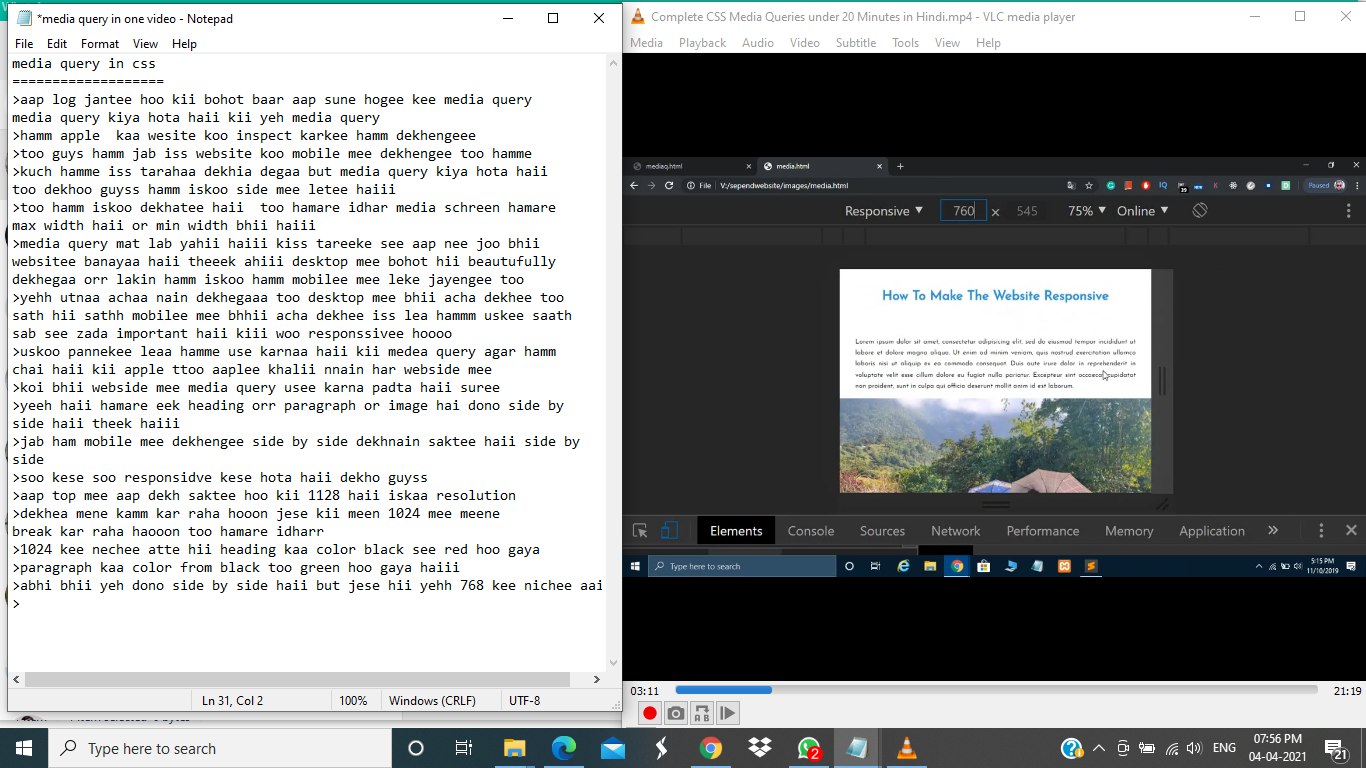 *media query in one video - Notepad
File Edit Format View Help
media query in css
===================
>aap log jantee hoo kii bohot baar aap sune hogee kee media query
media query kiya hota haii kii yeh media query
>hamm apple  kaa wesite koo inspect karkee hamm dekhengeee
>too guys hamm jab iss website koo mobile mee dekhengee too hamme
>kuch hamme iss tarahaa dekhia degaa but media query kiya hota haii
too dekhoo guyss hamm iskoo side mee letee haiii
>too hamm iskoo dekhatee haii  too hamare idhar media schreen hamare
max width haii or min width bhii haiii
>media query mat lab yahii haiii kiss tareeke see aap nee joo bhii
websitee banayaa haii theeek ahiii desktop mee bohot hii beautufully
dekhegaa orr lakin hamm iskoo hamm mobilee mee leke jayengee too
>yehh utnaa achaa nain dekhegaaa too desktop mee bhii acha dekhee too
sath hii sathh mobilee mee bhhii acha dekhee iss lea hammm uskee saath
sab see zada important haii kiii woo responssivee hoooo
>uskoo pannekee leaa hamme use karnaa haii kii medea query agar hamm
chai haii kii apple ttoo aaplee khalii nnain har webside mee
>koi bhii webside mee media query usee karna padta haii suree
>yeeh haii hamare eek heading orr paragraph or image hai dono side by
side haii theek haiii
>jab ham mobile mee dekhengee side by side dekhnain saktee haii side by
side
>soo kese soo responsidve kese hota haii dekho guyss
>aap top mee aap dekh saktee hoo kii 1128 haii iskaa resolution
>dekhea mene kamm kar raha hooon jese kii meen 1024 mee meene
break kar raha haooon too hamare idharr
>1024 kee nechee atte hii heading kaa color black see red hoo gaya
>paragraph kaa color from black too green hoo gaya haiii
>abhi bhii yeh dono side by side haii but jese hii yehh 768 kee nichee aai
>
Ln 31, Col 2 100% Windows (CRLF) UTF-8
Complete CSS Media Queries under 20 Minutes in Hindi.mp4 - VLC media player
Media Playback Audio Video Subtitle Tools View Help
mediaq.html media.html
File V:/sependwebsite/images/media.html Paused
Responsive 760 × 545 75% Online
How To Make The Website Responsive
Lorem ipsum dolor sit amet, consectetur adipisicing elit, sed do eiusmod tempor incididunt ut
labore et dolore magna aliqua. Ut enim ad minim veniam, quis nostrud exercitation ullamco
laboris nisi ut aliquip ex ea commodo consequat. Duis aute irure dolor in reprehenderit in
voluptate velit esse cillum dolore eu fugiat nulla pariatur. Excepteur sint occaecat cupidatat
non proident, sunt in culpa qui officia deserunt mollit anim id est laborum.
Elements Console Sources Network Performance Memory Application
Type here to search
5:15 PM
11/10/2019
03:11 21:19
Type here to search
2
ENG
07:56 PM
04-04-2021
21